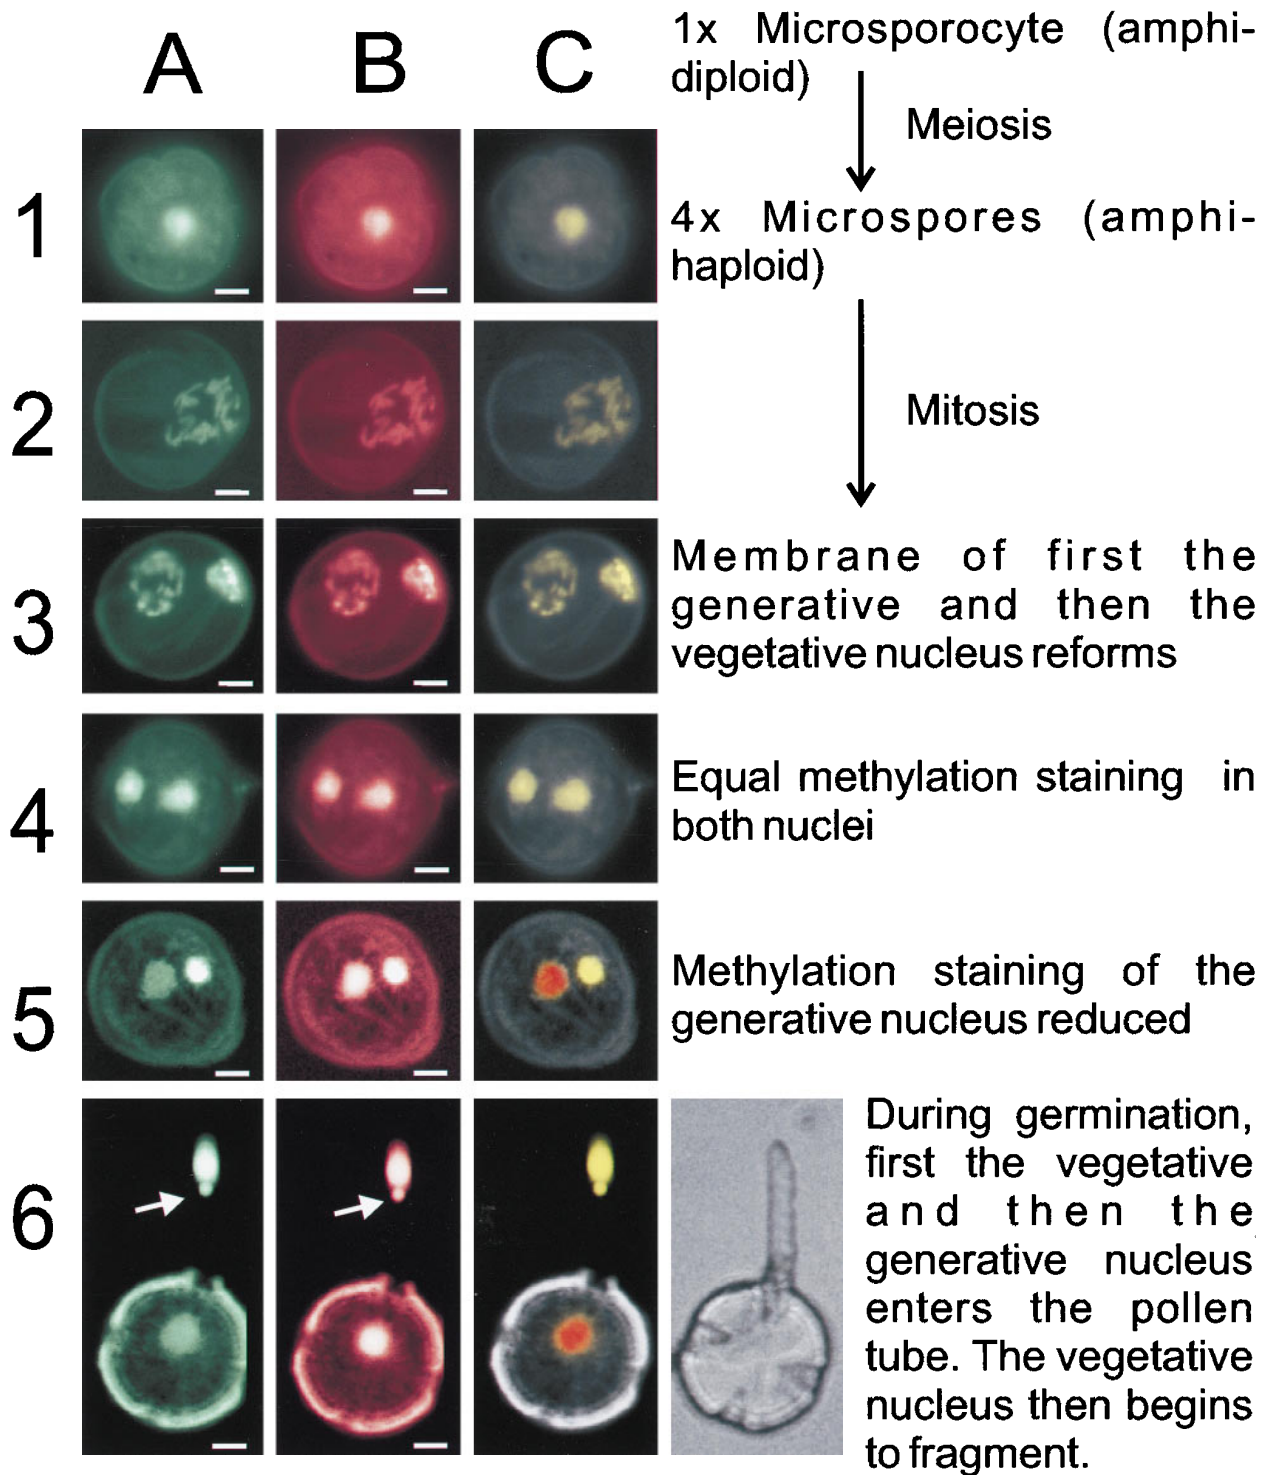 A B C
1x Microsporocyte (amphi-
diploid)
Meiosis
1
4x Microspores (amphi-
haploid)
2
Mitosis
3
Membrane of first the
generative and then the
vegetative nucleus reforms
4
Equal methylation staining in
both nuclei
5
Methylation staining of the
generative nucleus reduced
6
During germination,
first the vegetative
and then the
generative nucleus
enters the pollen
tube. The vegetative
nucleus then begins
to fragment.